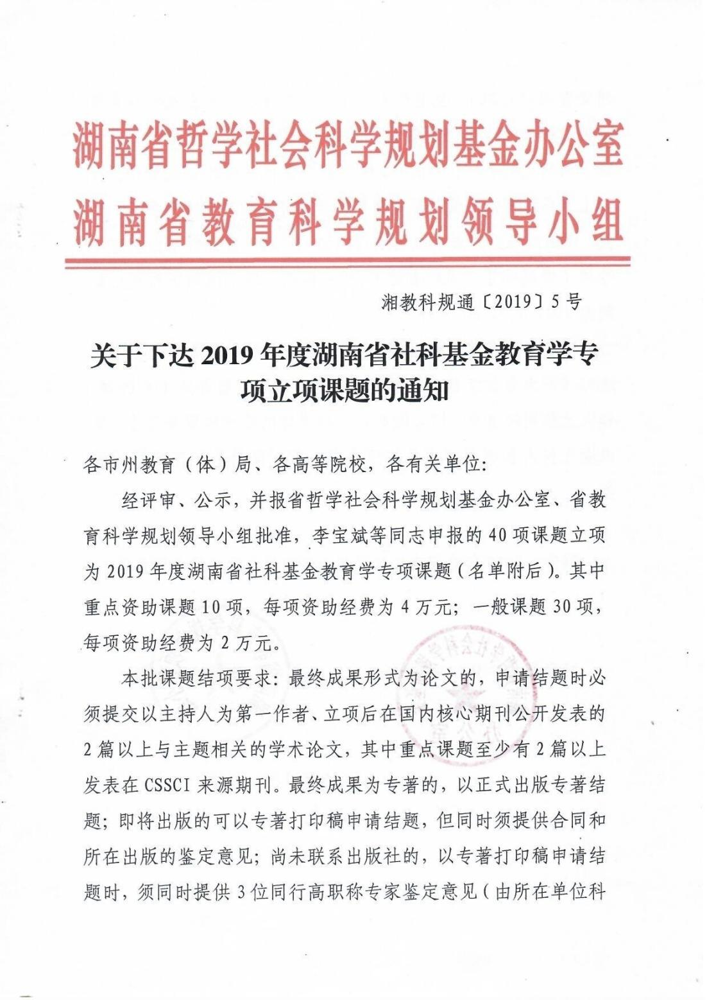 湖南省哲学社会科学规划基金办公室
湖南省教育科学规划领导小组
湘教科规通〔2019〕5号
关于下达 2019 年度湖南省社科基金教育学专
项立项课题的通知
各市州教育（体）局、各高等院校，各有关单位：
经评审、公示，并报省哲学社会科学规划基金办公室、省教
育科学规划领导小组批准，李宝斌等同志申报的 40 项课题立项
为 2019 年度湖南省社科基金教育学专项课题（名单附后）。其中
重点资助课题 10 项，每项资助经费为 4 万元；一般课题 30 项，
每项资助经费为 2 万元。
本批课题结项要求：最终成果形式为论文的，申请结题时必
须提交以主持人为第一作者、立项后在国内核心期刊公开发表的
2 篇以上与主题相关的学术论文，其中重点课题至少有 2 篇以上
发表在 CSSCI 来源期刊。最终成果为专著的，以正式出版专著结
题；即将出版的可以专著打印稿申请结题，但同时须提供合同和
所在出版的鉴定意见；尚未联系出版社的，以专著打印稿申请结
题时，须同时提供 3 位同行高职称专家鉴定意见（由所在单位科